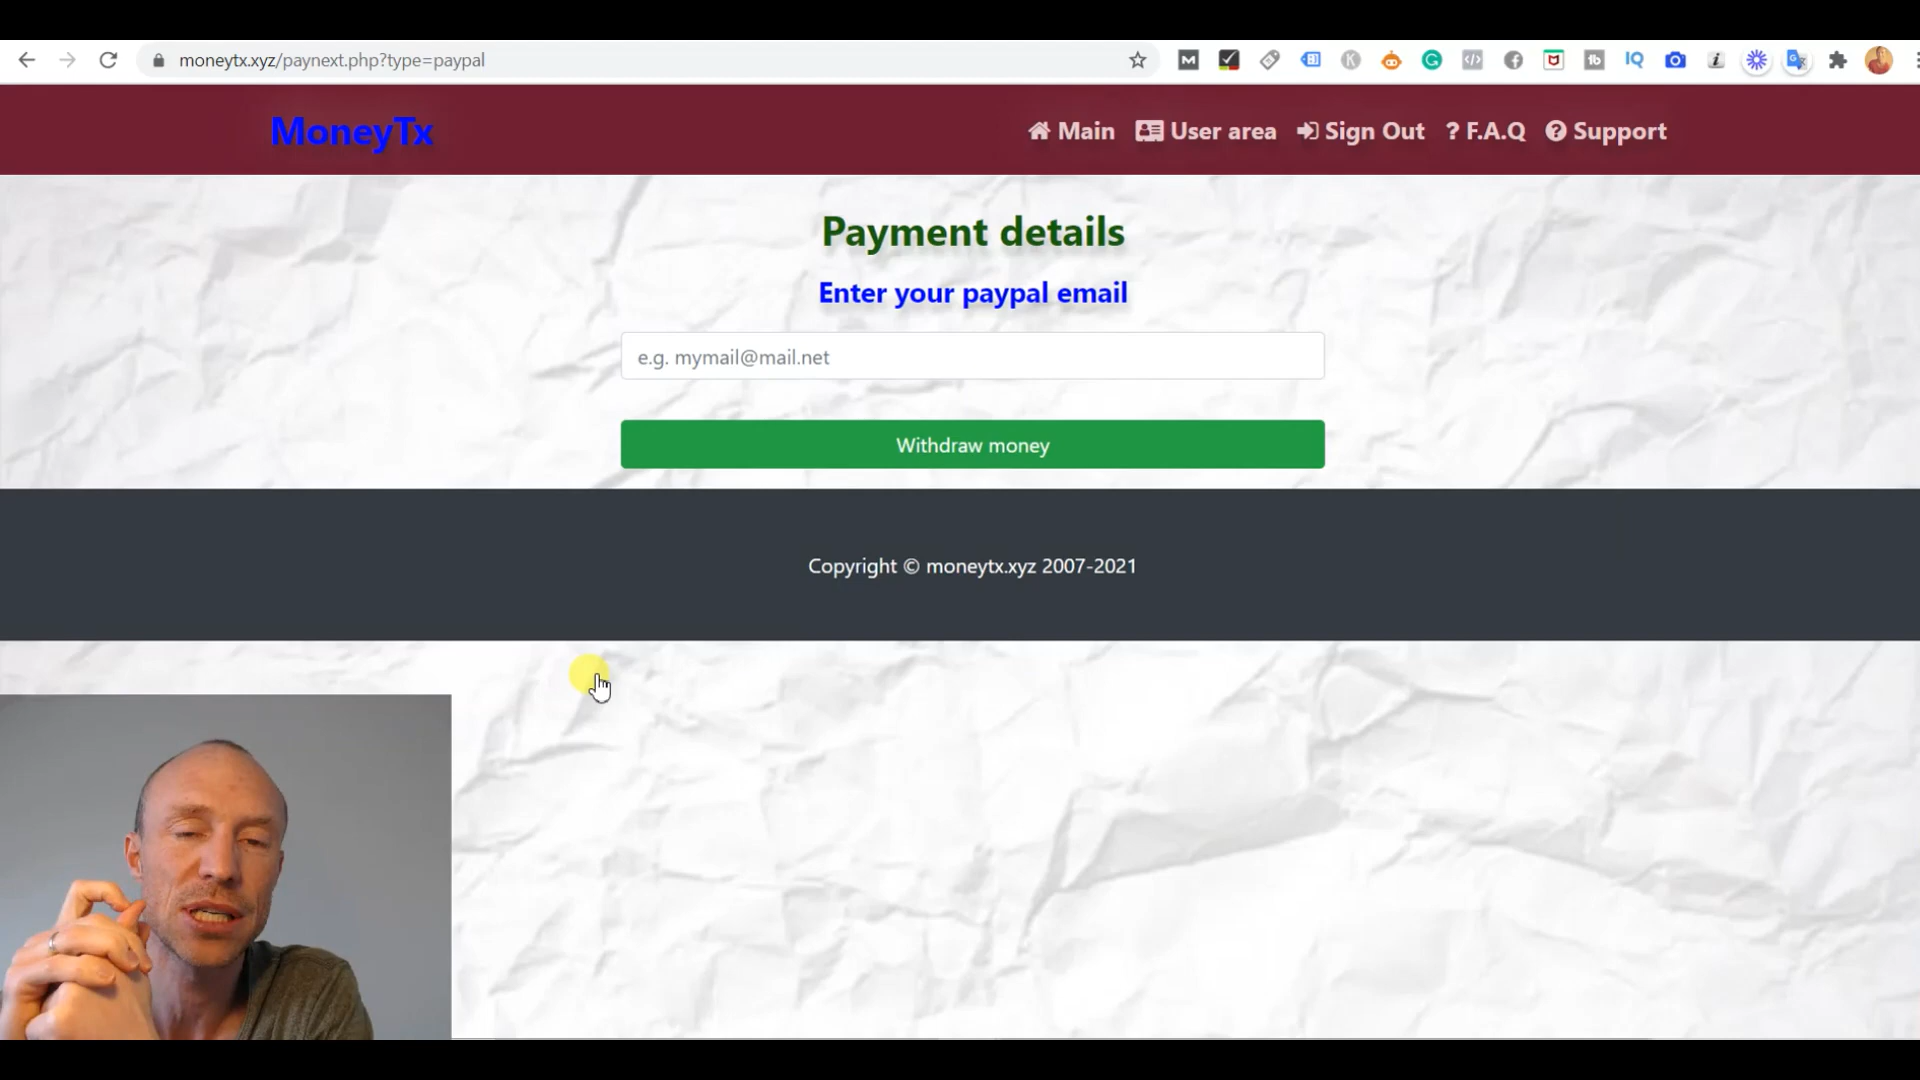 moneytx.xyz/paynext.php?type=paypal
MoneyTx
Main
User area
Sign Out
? F.A.Q
Support
Payment details
Enter your paypal email
e.g. mymail@mail.net
Withdraw money
Copyright © moneytx.xyz 2007-2021